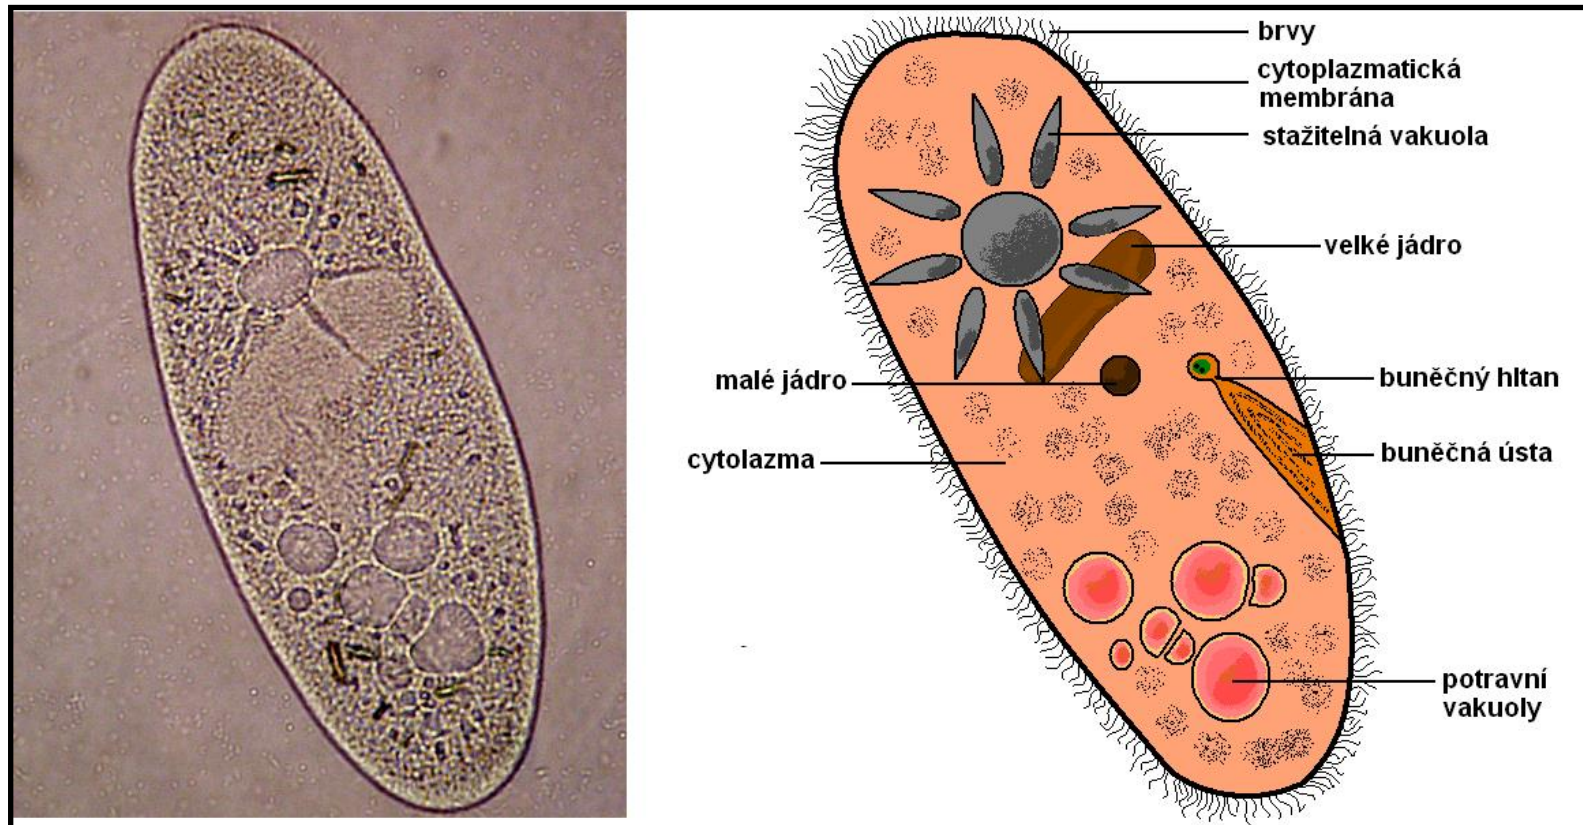 brvy
cytoplazmatická
membrána
stažitelná vakuola
velké jádro
malé jádro
buněčný hltan
cytolazma
buněčná ústa
potravní
vakuoly